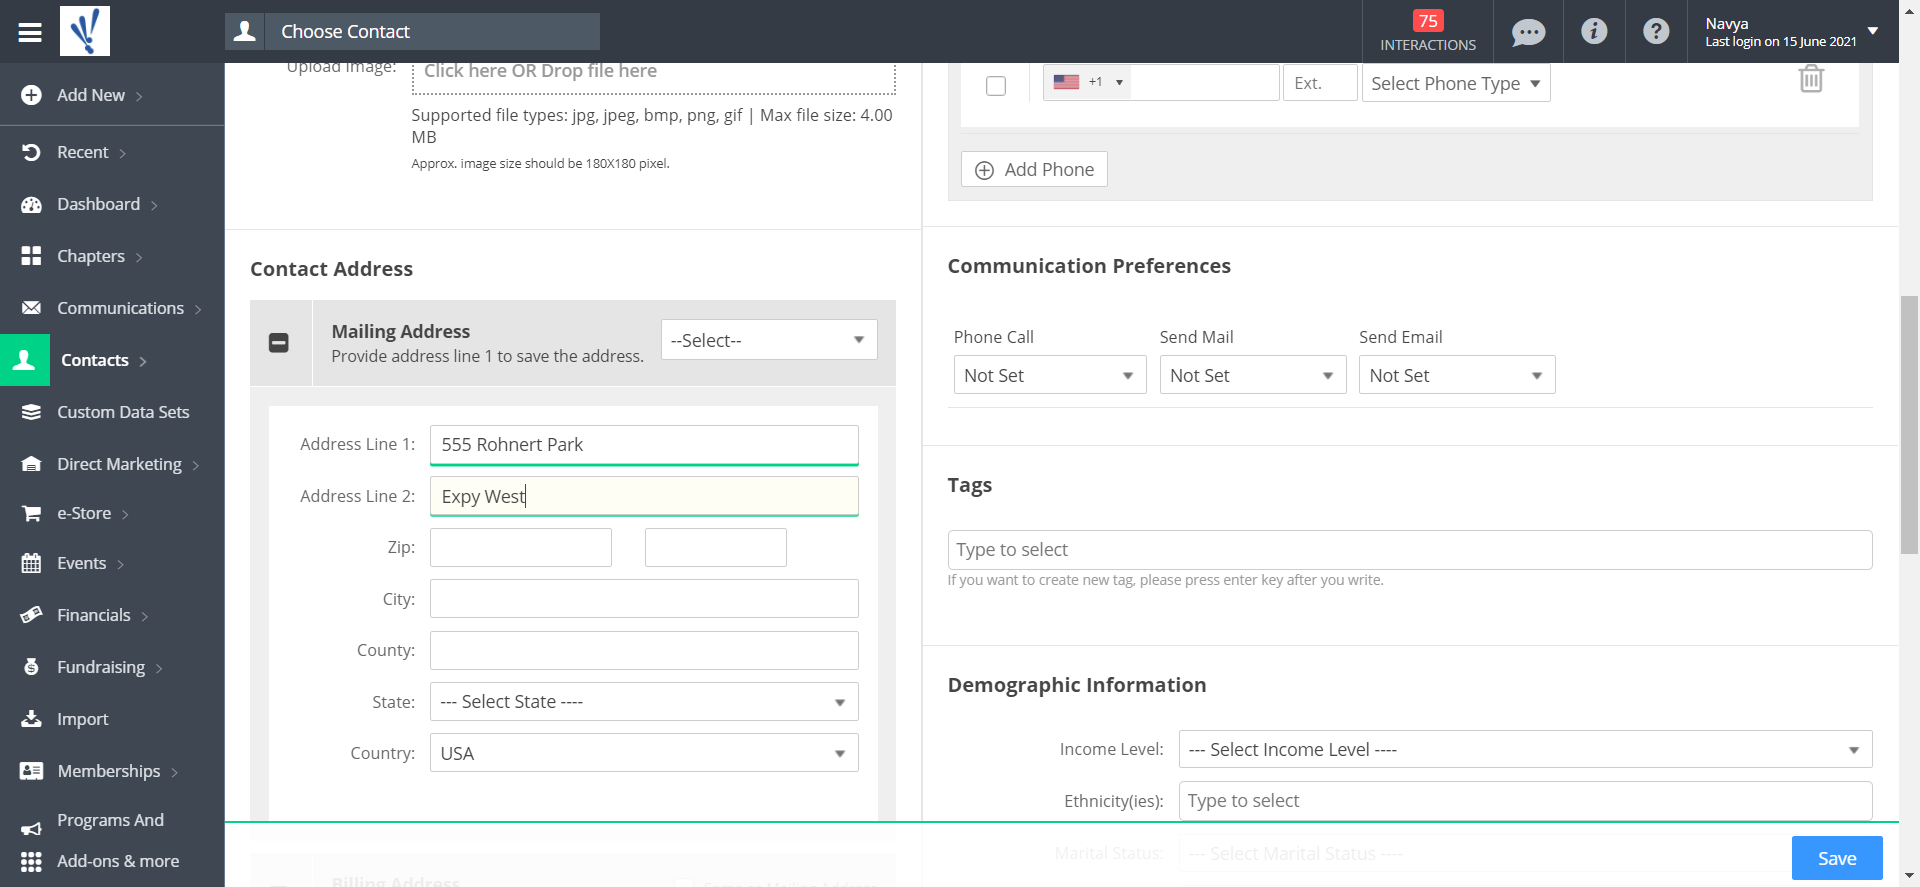 Choose Contact
75
INTERACTIONS
Navya
Last login on 15 June 2021
Add New
Recent
Dashboard
Chapters
Communications
Contacts
Custom Data Sets
Direct Marketing
e-Store
Events
Financials
Fundraising
Import
Memberships
Programs And
Add-ons & more
Upload Image:
Click here OR Drop file here
Supported file types: jpg, jpeg, bmp, png, gif | Max file size: 4.00
MB
Approx. image size should be 180X180 pixel.
Contact Address
Mailing Address
Provide address line 1 to save the address.
--Select--
Address Line 1: 555 Rohnert Park
Address Line 2: Expy West
Zip:
City:
County:
State: --- Select State ----
Country: USA
Billing Address
Same as Mailing Address
+1
Ext.
Select Phone Type
Add Phone
Communication Preferences
Phone Call Send Mail Send Email
Not Set Not Set Not Set
Tags
Type to select
If you want to create new tag, please press enter key after you write.
Demographic Information
Income Level: --- Select Income Level ----
Ethnicity(ies): Type to select
Marital Status: --- Select Marital Status ----
Save